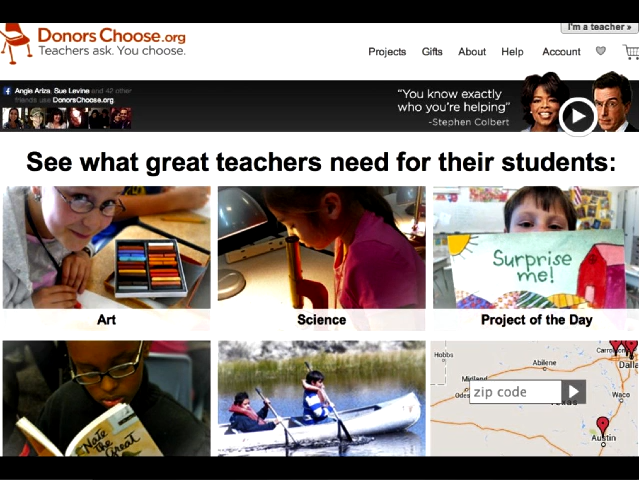 I'm a teacher »
DonorsChoose.org
Teachers ask. You choose.
Projects Gifts About Help Account
Angie Ariza, Sue Levine and 42 other
friends use DonorsChoose.org.
"You know exactly
who you're helping"
-Stephen Colbert
See what great teachers need for their students:
Surprise
me!
Art
Science
Project of the Day
Nate
the
Great
Hobbs
Abilene
Midland
Odes
Dalla
zip code
Texas
Waco
Austin